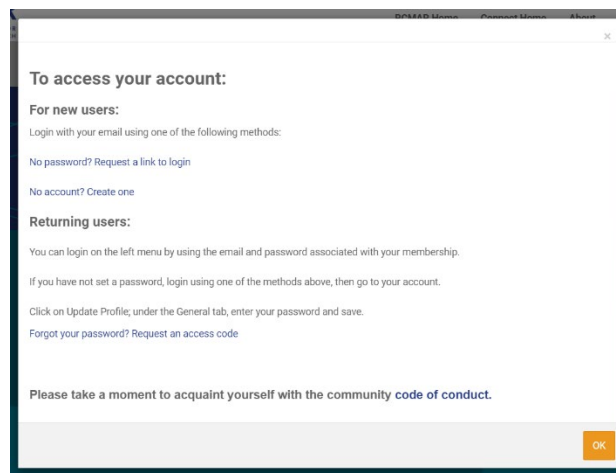 PCMAR Home Connect Home About
×
To access your account:
For new users:
Login with your email using one of the following methods:
No password? Request a link to login
No account? Create one
Returning users:
You can login on the left menu by using the email and password associated with your membership.
If you have not set a password, login using one of the methods above, then go to your account.
Click on Update Profile; under the General tab, enter your password and save.
Forgot your password? Request an access code
Please take a moment to acquaint yourself with the community code of conduct.
OK